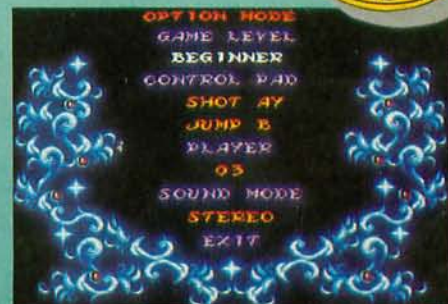 OPTION MODE
GAME LEVEL
BEGINNER
CONTROL PAD
SHOT AY
JUMP B
PLAYER
03
SOUND MODE
STEREO
EXIT